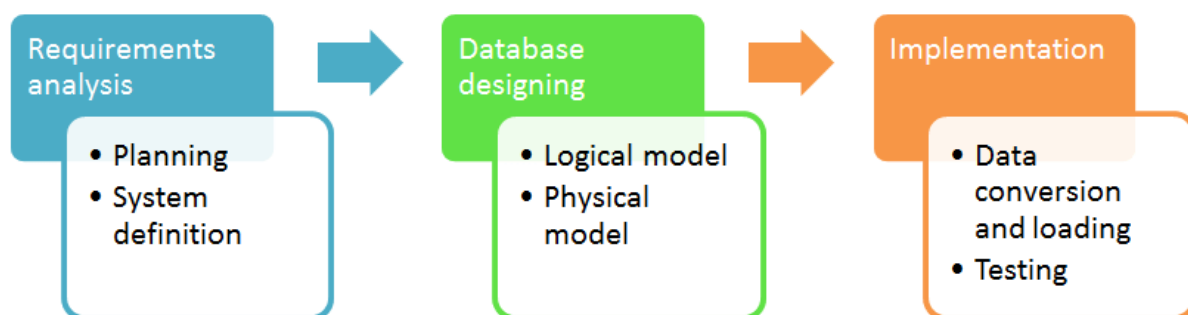 Requirements
analysis
• Planning
• System
definition
Database
designing
• Logical model
• Physical
model
Implementation
• Data
conversion
and loading
• Testing